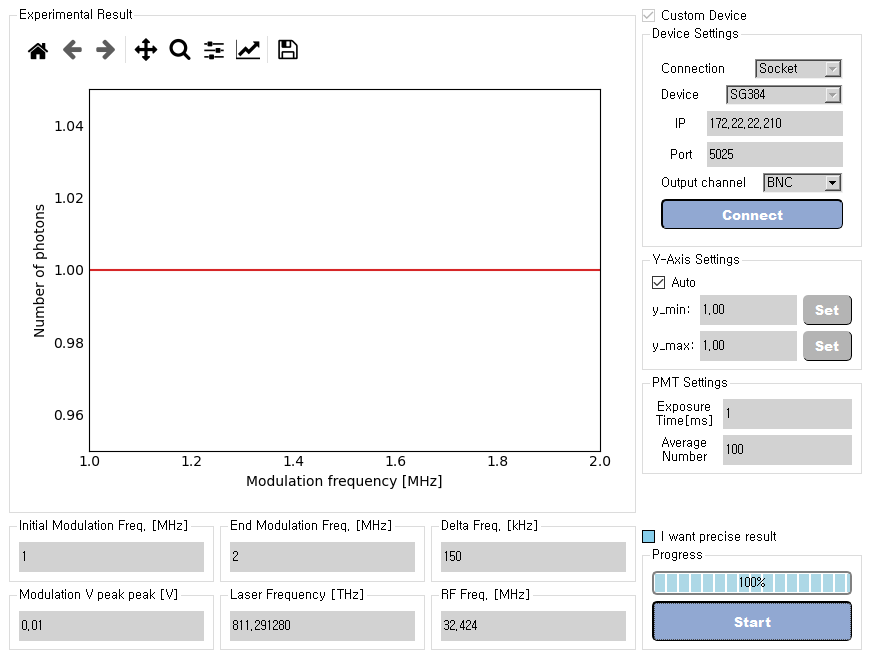 Experimental Result
1.04
1.02
1.00
0.98
0.96
Number of photons
1.0 1.2 1.4 1.6 1.8 2.0
Modulation frequency [MHz]
Custom Device
Device Settings
Connection Socket
Device SG384
IP 172,22,22,210
Port 5025
Output channel BNC
Connect
Y-Axis Settings
Auto
y_min: 1,00 Set
y_max: 1,00 Set
PMT Settings
Exposure
Time[ms] 1
Average
Number 100
Initial Modulation Freq, [MHz] End Modulation Freq, [MHz] Delta Freq, [kHz]
1 2 150
Modulation V peak peak [V] Laser Frequency [THz] RF Freq, [MHz]
0,01 811,291280 32,424
I want precise result
Progress
100%
Start